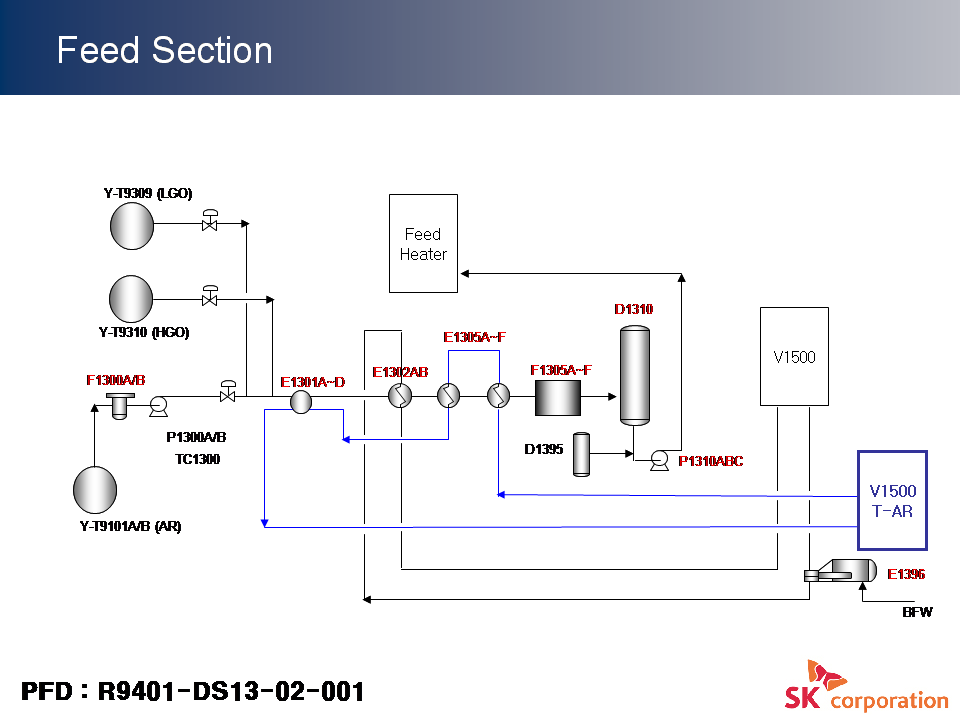 Feed Section
Y-T9309 (LGO)
Feed
Heater
Y-T9310 (HGO)
D1310
E1305A~F
V1500
F1300A/B
E1301A~D
E1302AB
F1305A~F
P1300A/B
TC1300
D1395
P1310ABC
V1500
T-AR
Y-T9101A/B (AR)
E1396
BFW
PFD : R9401-DS13-02-001
SK corporation